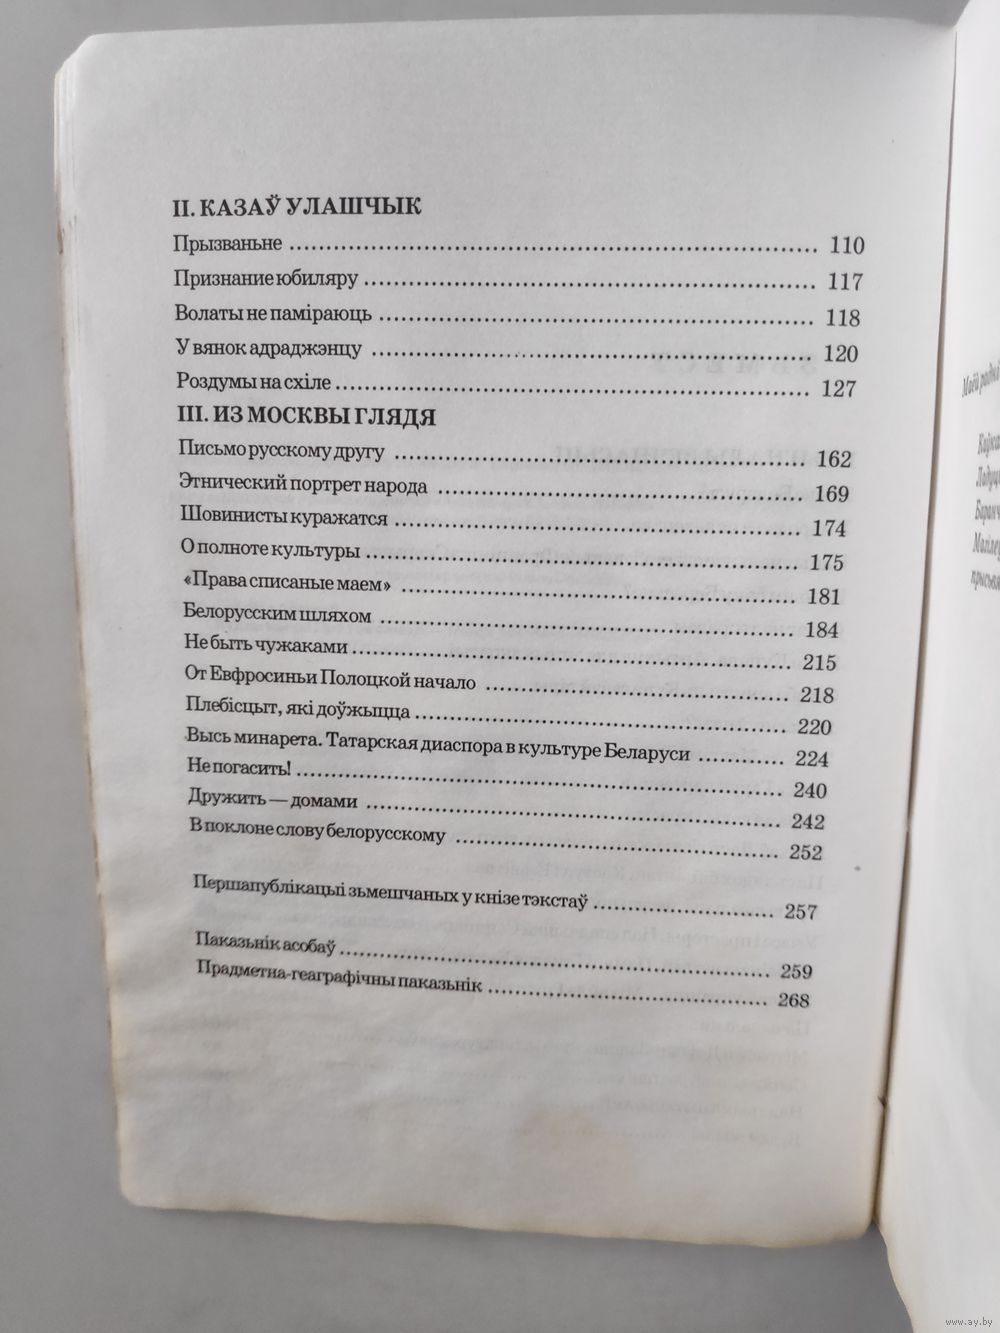 II. КАЗАЎ УЛАШЧЫК
Прызваньне ........ 110
Признание юбиляру ........ 117
Волаты не паміраюць ........ 118
У вянок адраджэнцу ........ 120
Роздумы на схіле ........ 127
III. ИЗ МОСКВЫ ГЛЯДЯ
Письмо русскому другу ........ 162
Этнический портрет народа ........ 169
Шовинисты куражатся ........ 174
О полноте культуры ........ 175
«Права списаные маем» ........ 181
Белорусским шляхом ........ 184
Не быть чужаками ........ 215
От Евфросиньи Полоцкой начало ........ 218
Плебісцыт, які доўжыцца ........ 220
Высь минарета. Татарская диаспора в культуре Беларуси ........ 224
Не погасить! ........ 240
Дружить — домами ........ 242
В поклоне слову белорусскому ........ 252
Першапублікацыі зьмешчаных у кнізе тэкстаў ........ 257
Паказьнік асобаў ........ 259
Прадметна-геаграфічны паказьнік ........ 268
www.ay.by